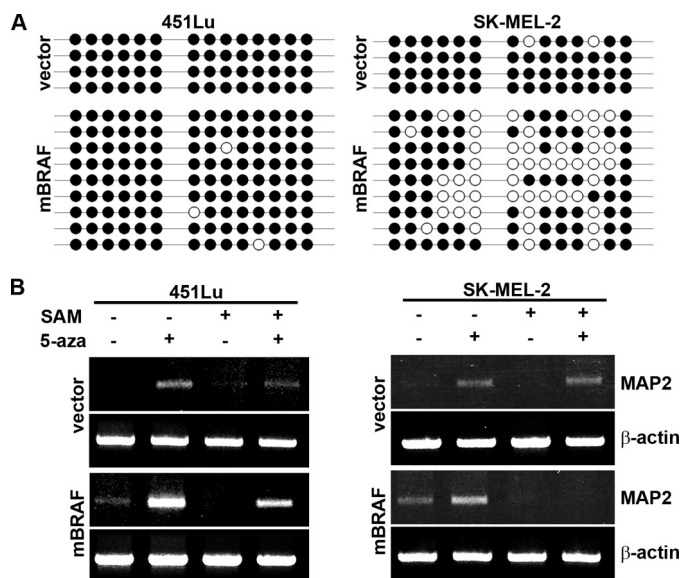 A
451Lu
SK-MEL-2
vector
mBRAF
B
451Lu
SK-MEL-2
SAM - - + + - - + +
5-aza - + - + - + - +
vector
MAP2
β-actin
mBRAF
MAP2
β-actin
vector
mBRAF